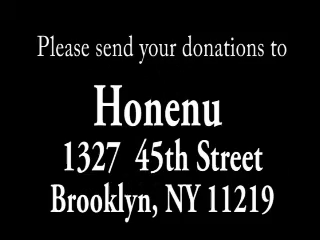 Please send your donations to
Honenu
1327 45th Street
Brooklyn, NY 11219